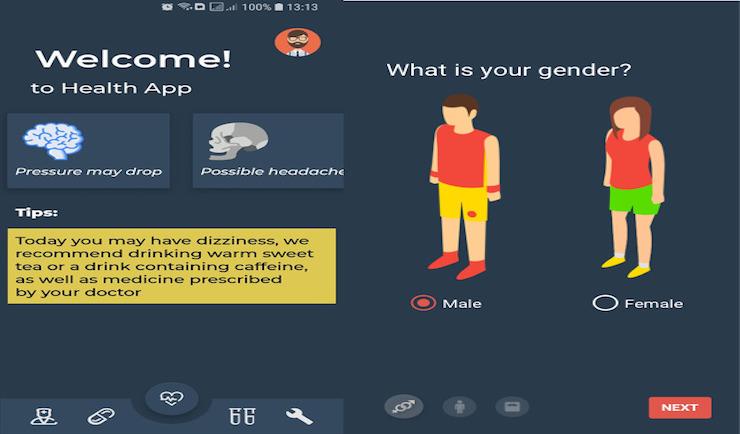 100% 13:13
Welcome!
to Health App
Pressure may drop
Possible headache
Tips:
Today you may have dizziness, we
recommend drinking warm sweet
tea or a drink containing caffeine,
as well as medicine prescribed
by your doctor
What is your gender?
Male
Female
NEXT